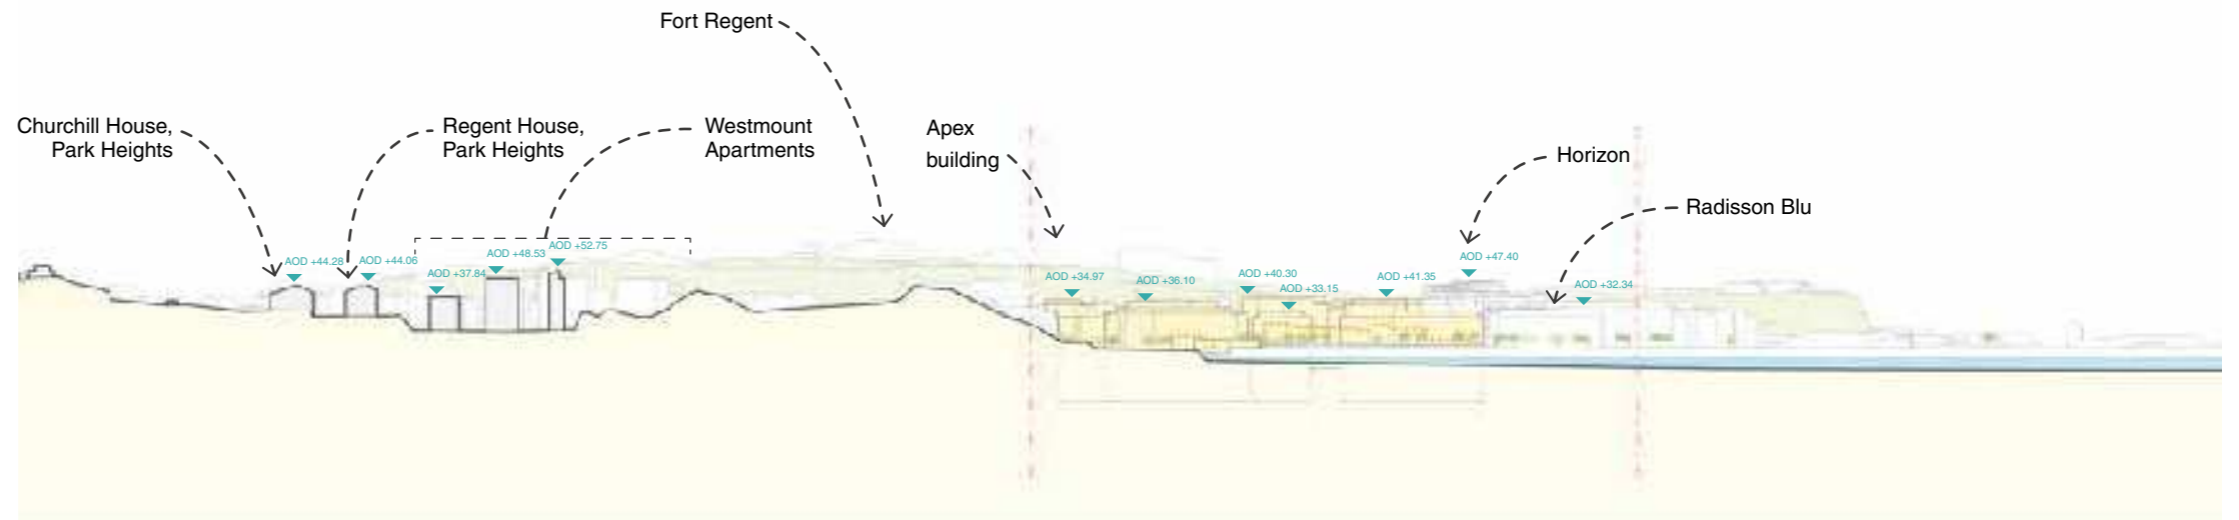 Fort Regent
Churchill House,
Park Heights
Regent House,
Park Heights
Westmount
Apartments
Apex
building
Horizon
Radisson Blu
AOD +44.28
AOD +44.06
AOD +37.84
AOD +48.53
AOD +52.75
AOD +34.97
AOD +36.10
AOD +40.30
AOD +33.15
AOD +41.35
AOD +47.40
AOD +32.34